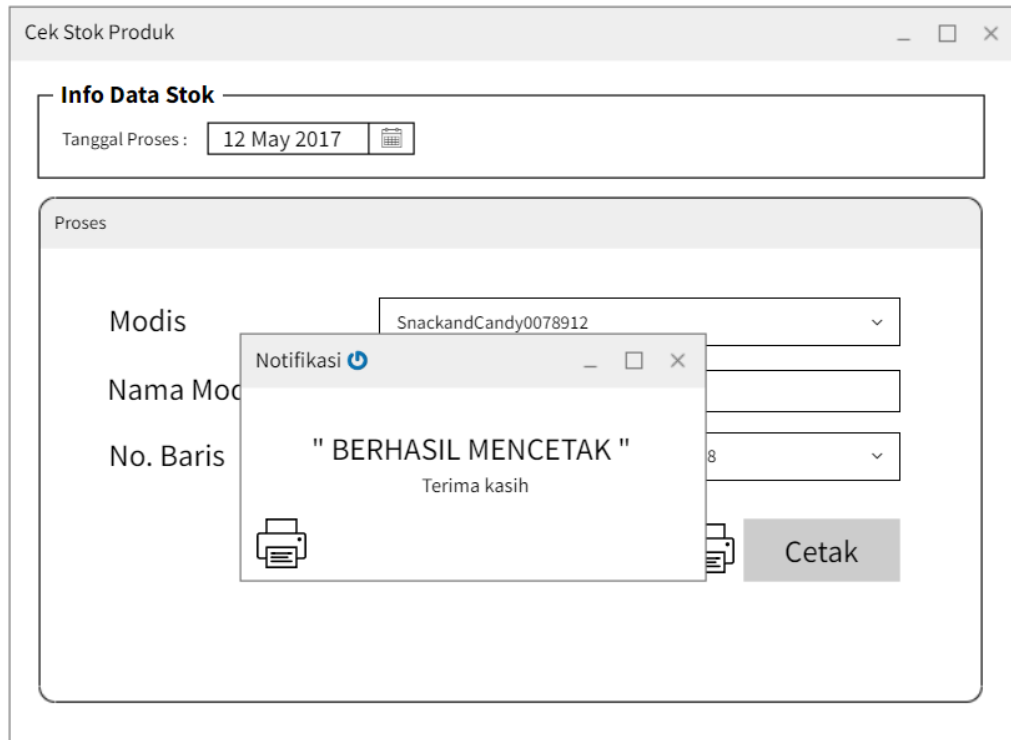 Cek Stok Produk
Info Data Stok
Tanggal Proses :
12 May 2017
Proses
Modis
SnackandCandy0078912
Notifikasi
Nama
No. Baris
8
" BERHASIL MENCETAK "
Terima kasih
Cetak